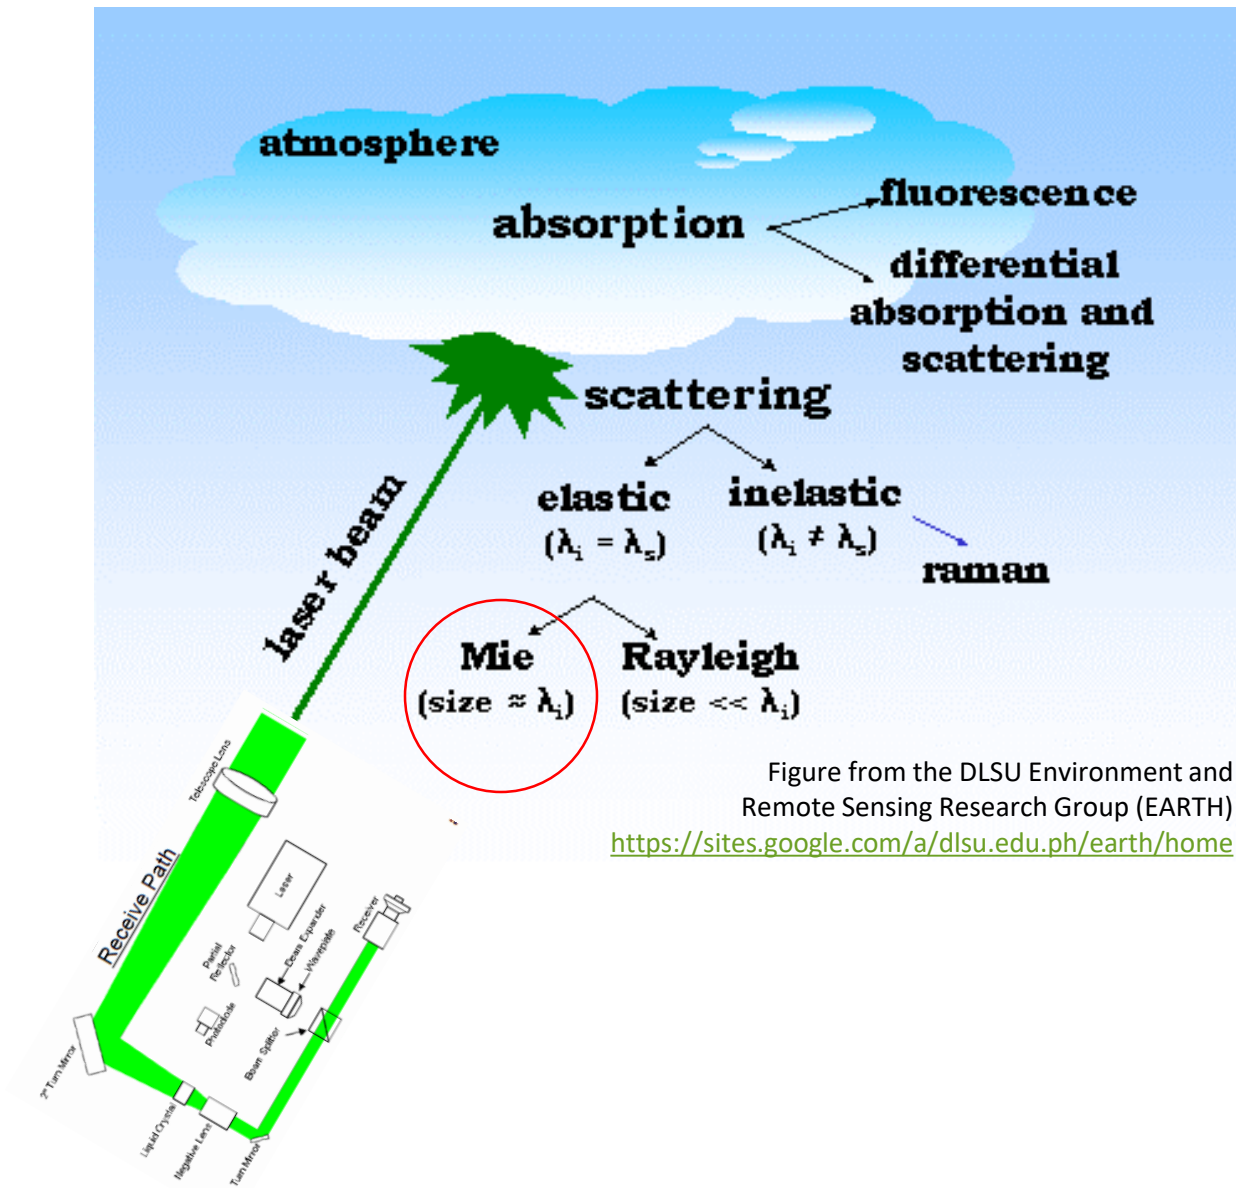 atmosphere
absorption
fluorescence
differential
absorption and
scattering
scattering
elastic
(λi = λs)
inelastic
(λi ≠ λs)
raman
laser beam
Mie
(size ≈ λi)
Rayleigh
(size << λi)
Figure from the DLSU Environment and
Remote Sensing Research Group (EARTH)
https://sites.google.com/a/dlsu.edu.ph/earth/home
Telescope Lens
Receive Path
Laser
Receiver
Beam Expander
Waveplate
Partial
Reflector
Photodiode
Beam Splitter
2" Turn Mirror
Liquid Crystal
Negative Lens
Turn Mirror